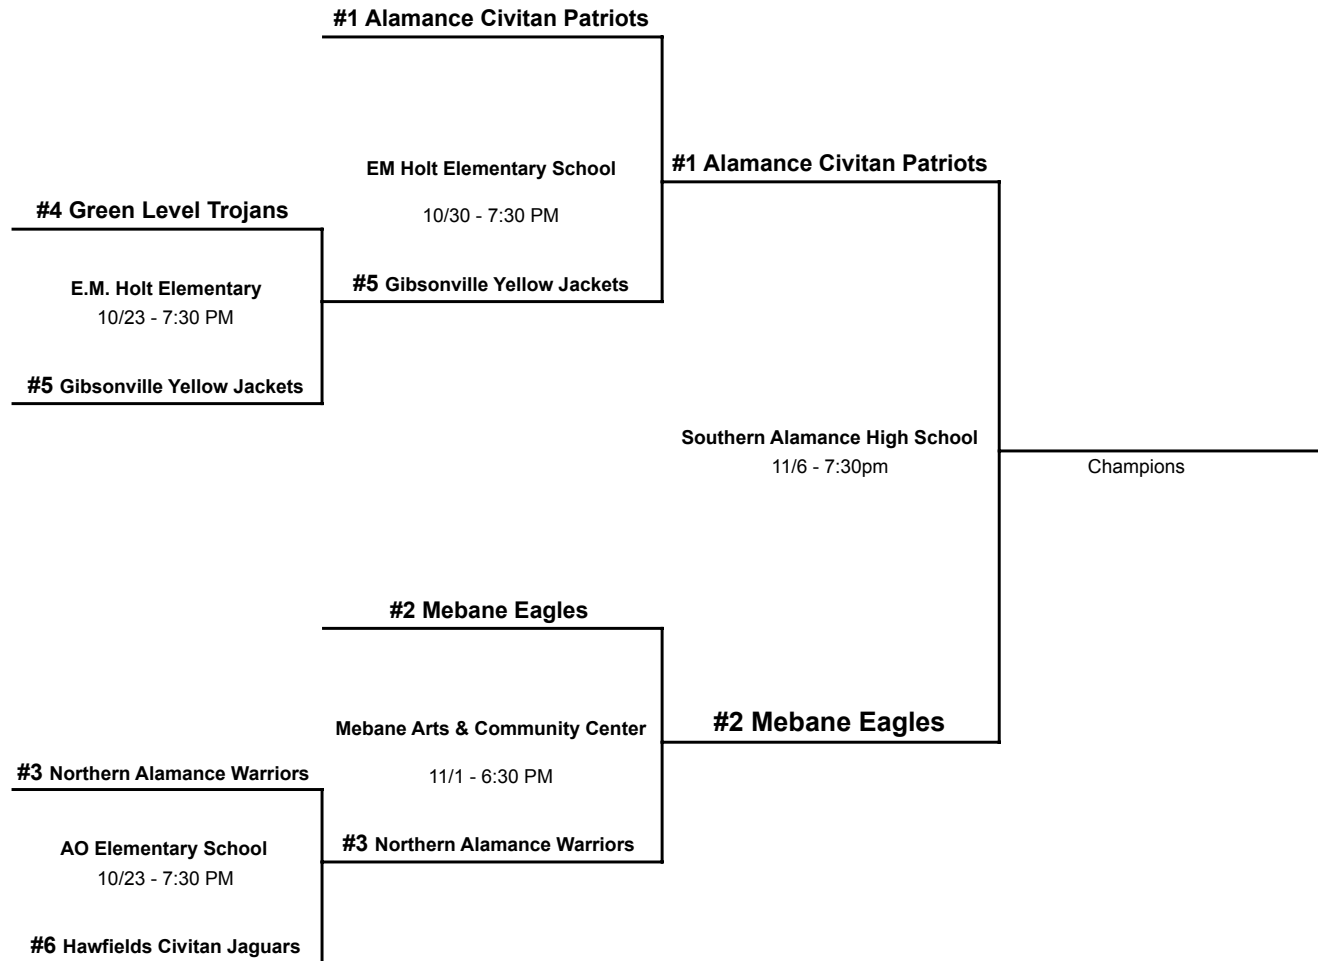 #1 Alamance Civitan Patriots
EM Holt Elementary School
#1 Alamance Civitan Patriots
#4 Green Level Trojans
10/30 - 7:30 PM
E.M. Holt Elementary
#5 Gibsonville Yellow Jackets
10/23 - 7:30 PM
#5 Gibsonville Yellow Jackets
Southern Alamance High School
11/6 - 7:30pm
Champions
#2 Mebane Eagles
Mebane Arts & Community Center
#2 Mebane Eagles
#3 Northern Alamance Warriors
11/1 - 6:30 PM
AO Elementary School
#3 Northern Alamance Warriors
10/23 - 7:30 PM
#6 Hawfields Civitan Jaguars